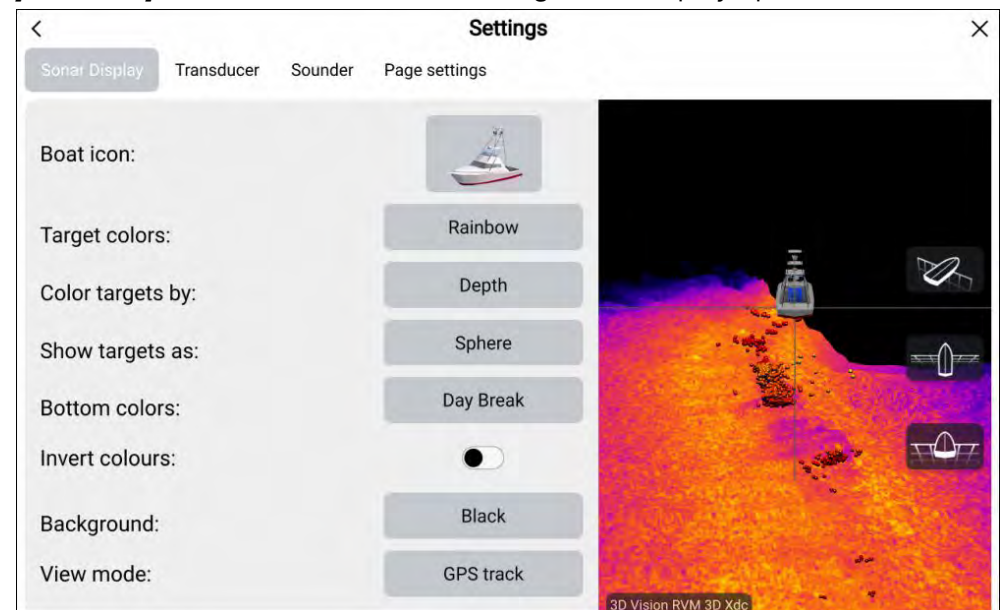 Settings
Sonar Display Transducer Sounder Page settings
Boat icon:
Target colors: Rainbow
Color targets by: Depth
Show targets as: Sphere
Bottom colors: Day Break
Invert colours:
Background: Black
View mode: GPS track
3D Vision RVM 3D Xdc